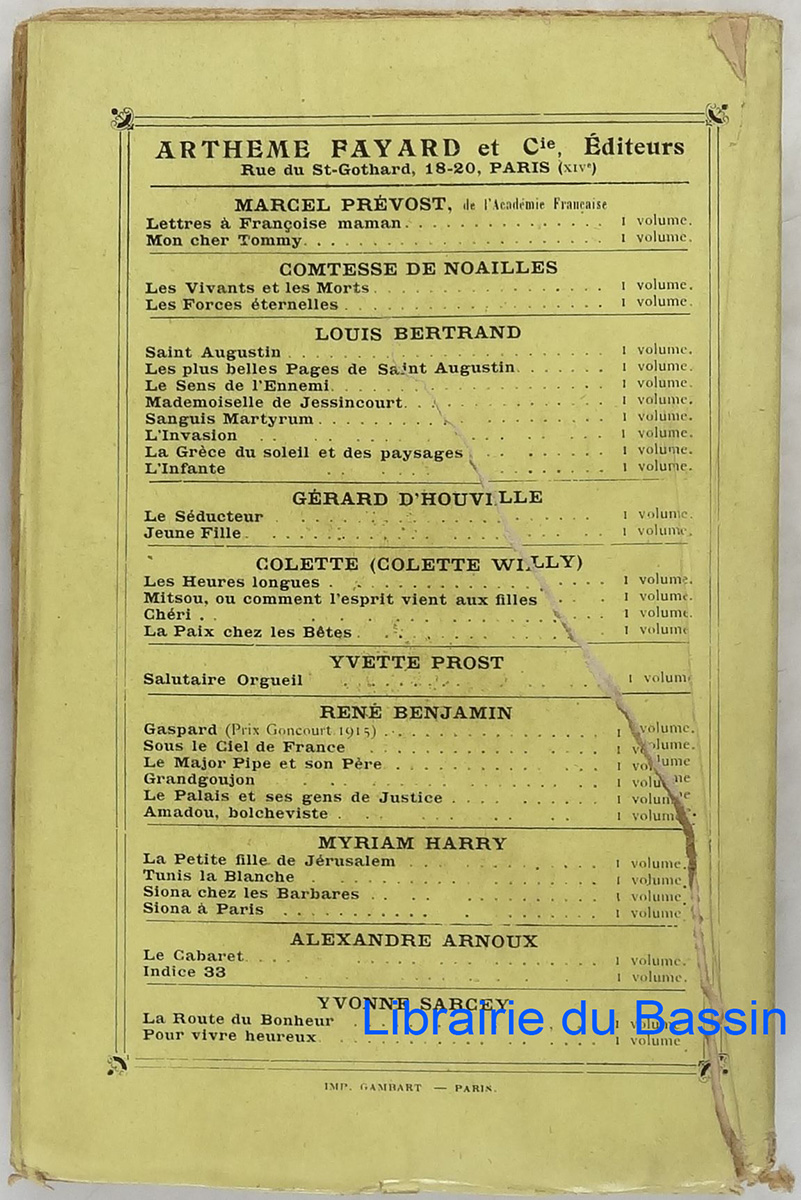 ARTHEME FAYARD et Cie, Éditeurs
Rue du St-Gothard, 18-20, PARIS (XIVe)
MARCEL PRÉVOST, de l'Académie Française
Lettres à Françoise maman. . . . . . . . . . . . . 1 volume.
Mon cher Tommy. . . . . . . . . . . . . . . . . . 1 volume.
COMTESSE DE NOAILLES
Les Vivants et les Morts . . . . . . . . . . . . . . 1 volume.
Les Forces éternelles . . . . . . . . . . . . . . . 1 volume.
LOUIS BERTRAND
Saint Augustin . . . . . . . . . . . . . . . . . . . 1 volume.
Les plus belles Pages de Saint Augustin. . . . . . . 1 volume.
Le Sens de l'Ennemi. . . . . . . . . . . . . . . . 1 volume.
Mademoiselle de Jessincourt. . . . . . . . . . . . 1 volume.
Sanguis Martyrum . . . . . . . . . . . . . . . . . 1 volume.
L'Invasion . . . . . . . . . . . . . . . . . . . . 1 volume.
La Grèce du soleil et des paysages . . . . . . . . 1 volume.
L'Infante . . . . . . . . . . . . . . . . . . . . 1 volume.
GÉRARD D'HOUVILLE
Le Séducteur . . . . . . . . . . . . . . . . . . . 1 volume.
Jeune Fille . . . . . . . . . . . . . . . . . . . . 1 volume.
COLETTE (COLETTE WILLY)
Les Heures longues . . . . . . . . . . . . . . . . 1 volume.
Mitsou, ou comment l'esprit vient aux filles . . . 1 volume.
Chéri . . . . . . . . . . . . . . . . . . . . . . 1 volume.
La Paix chez les Bêtes . . . . . . . . . . . . . . 1 volume
YVETTE PROST
Salutaire Orgueil . . . . . . . . . . . . . . . . 1 volume
RENÉ BENJAMIN
Gaspard (Prix Goncourt 1915) . . . . . . . . . . . 1 volume.
Sous le Ciel de France . . . . . . . . . . . . . . 1 volume.
Le Major Pipe et son Père . . . . . . . . . . . . 1 volume
Grandgoujon . . . . . . . . . . . . . . . . . . . 1 volume
Le Palais et ses gens de Justice . . . . . . . . . 1 volume
Amadou, bolcheviste . . . . . . . . . . . . . . . 1 volume.
MYRIAM HARRY
La Petite fille de Jérusalem . . . . . . . . . . . 1 volume.
Tunis la Blanche . . . . . . . . . . . . . . . . . 1 volume.
Siona chez les Barbares . . . . . . . . . . . . . 1 volume.
Siona à Paris . . . . . . . . . . . . . . . . . . 1 volume.
ALEXANDRE ARNOUX
Le Cabaret. . . . . . . . . . . . . . . . . . . . 1 volume.
Indice 33 . . . . . . . . . . . . . . . . . . . . 1 volume.
YVONNE SARCEY
La Route du Bonheur . . . . . . . . . . . . . . . 1 volume
Librairie du Bassin
Pour vivre heureux. . . . . . . . . . . . . . . . 1 volume
IMP. GAMBART — PARIS.